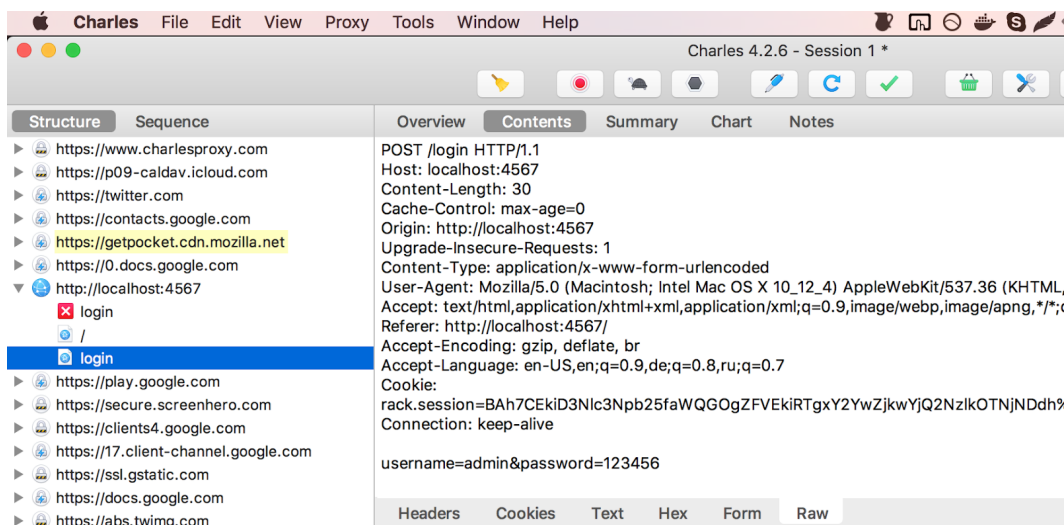 Charles File Edit View Proxy Tools Window Help
Charles 4.2.6 - Session 1 *
Structure Sequence
https://www.charlesproxy.com
https://p09-caldav.icloud.com
https://twitter.com
https://contacts.google.com
https://getpocket.cdn.mozilla.net
https://0.docs.google.com
http://localhost:4567
login
/
login
https://play.google.com
https://secure.screenhero.com
https://clients4.google.com
https://17.client-channel.google.com
https://ssl.gstatic.com
https://docs.google.com
https://abs.twimg.com
Overview Contents Summary Chart Notes
POST /login HTTP/1.1
Host: localhost:4567
Content-Length: 30
Cache-Control: max-age=0
Origin: http://localhost:4567
Upgrade-Insecure-Requests: 1
Content-Type: application/x-www-form-urlencoded
User-Agent: Mozilla/5.0 (Macintosh; Intel Mac OS X 10_12_4) AppleWebKit/537.36 (KHTML,
Accept: text/html,application/xhtml+xml,application/xml;q=0.9,image/webp,image/apng,*/*;
Referer: http://localhost:4567/
Accept-Encoding: gzip, deflate, br
Accept-Language: en-US,en;q=0.9,de;q=0.8,ru;q=0.7
Cookie:
rack.session=BAh7CEkiD3Nlc3Npb25faWQGOgZFVEkiRTgxY2YwZjkwYjQ2NzlkOTNjNDdh%
Connection: keep-alive
username=admin&password=123456
Headers Cookies Text Hex Form Raw